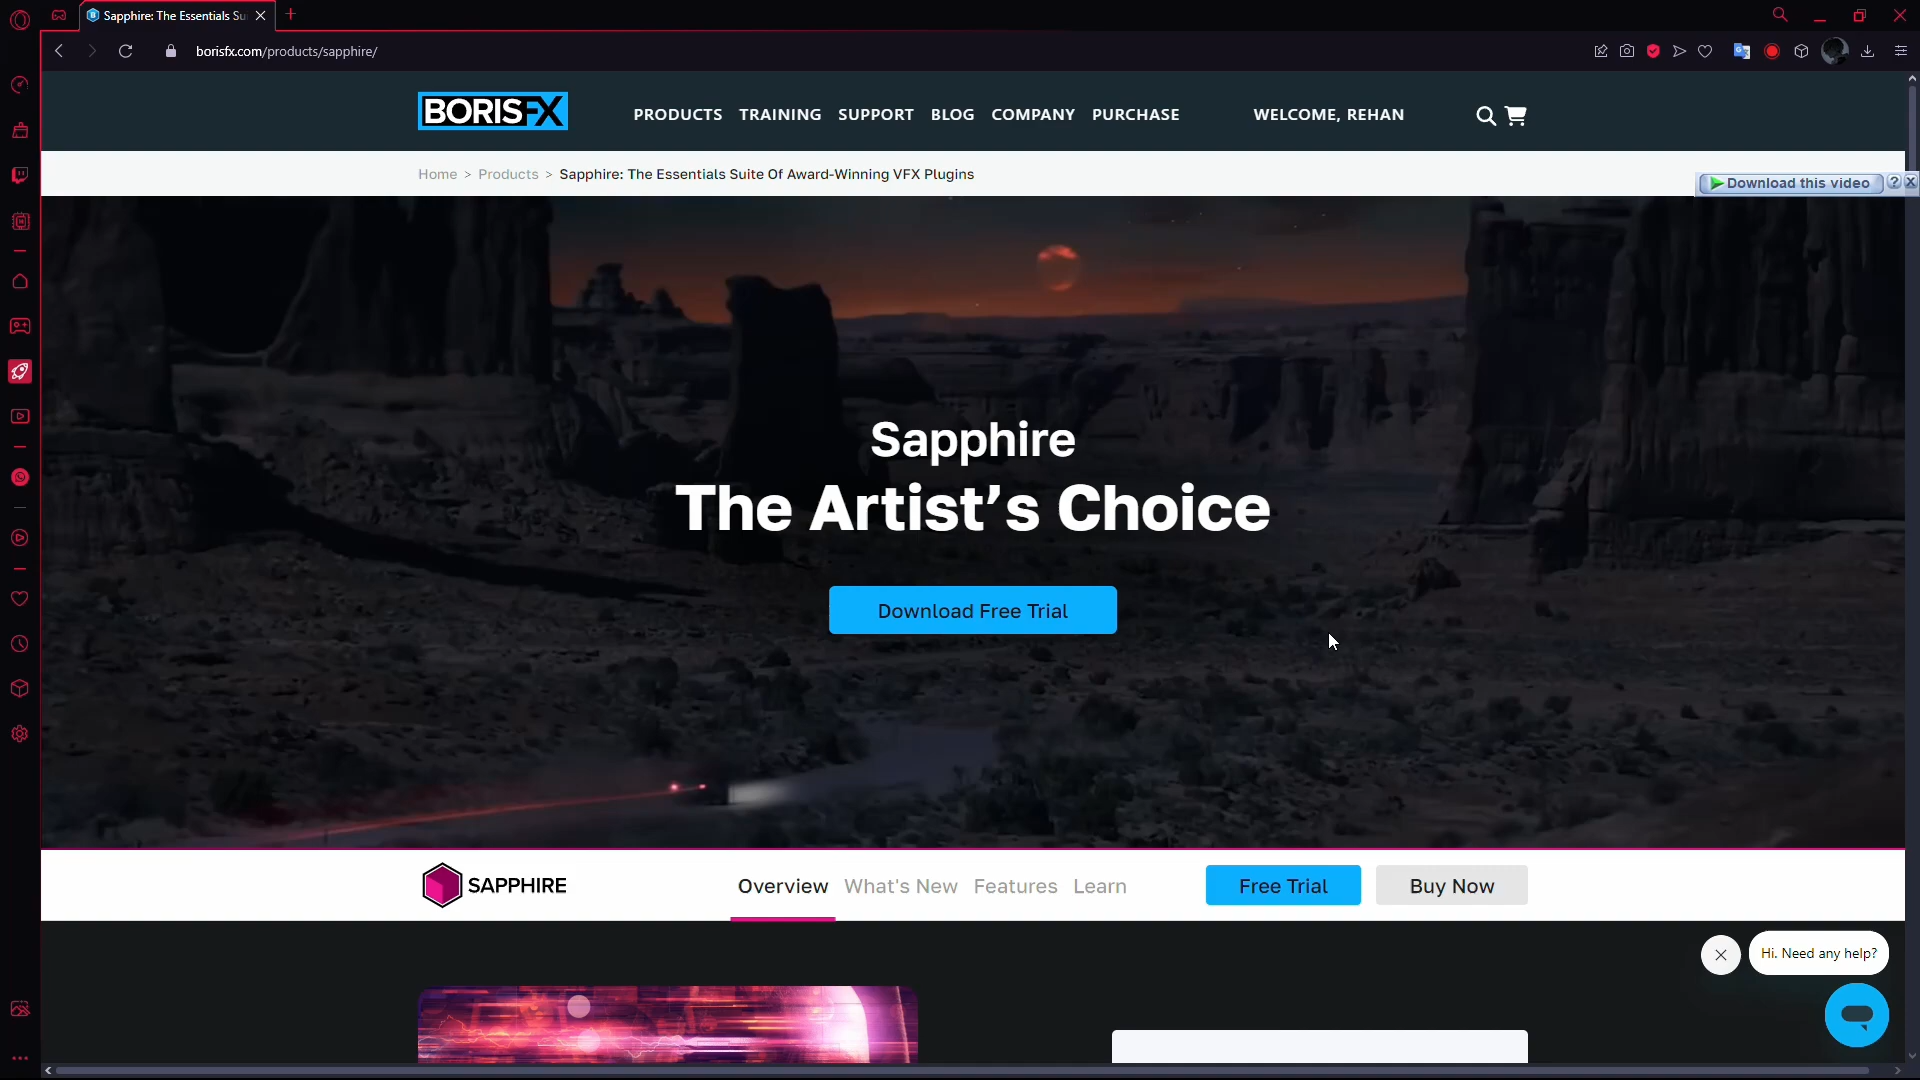 Sapphire: The Essentials Su
borisfx.com/products/sapphire/
BORISFX
PRODUCTS TRAINING SUPPORT BLOG COMPANY PURCHASE WELCOME, REHAN
Home > Products > Sapphire: The Essentials Suite Of Award-Winning VFX Plugins
Download this video ? X
Sapphire
The Artist’s Choice
Download Free Trial
SAPPHIRE
Overview What's New Features Learn
Free Trial Buy Now
Hi. Need any help?